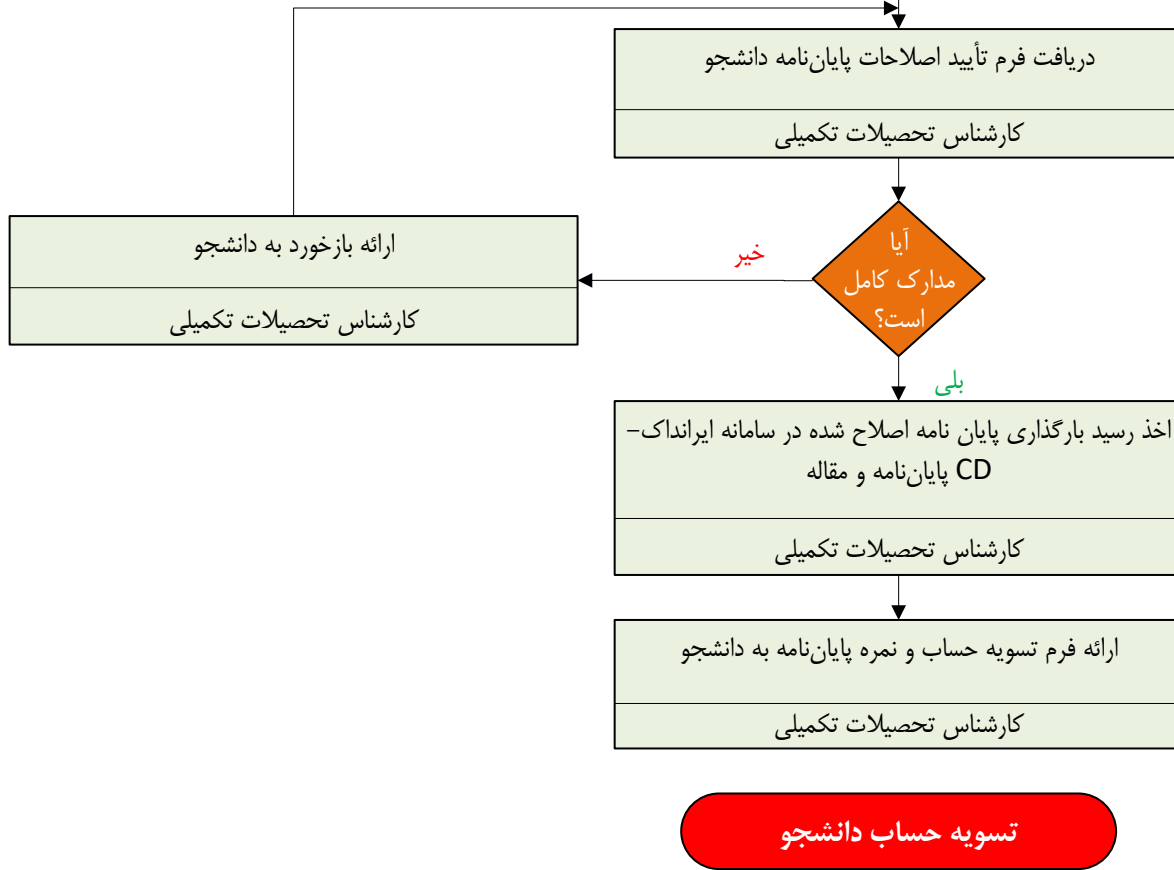 دریافت فرم تأیید اصلاحات پایان‌نامه دانشجو
کارشناس تحصیلات تکمیلی
آیا
مدارک کامل
است؟
خیر
ارائه بازخورد به دانشجو
کارشناس تحصیلات تکمیلی
بلی
اخذ رسید بارگذاری پایان نامه اصلاح شده در سامانه ایرانداک–
CD پایان‌نامه و مقاله
کارشناس تحصیلات تکمیلی
ارائه فرم تسویه حساب و نمره پایان‌نامه به دانشجو
کارشناس تحصیلات تکمیلی
تسویه حساب دانشجو